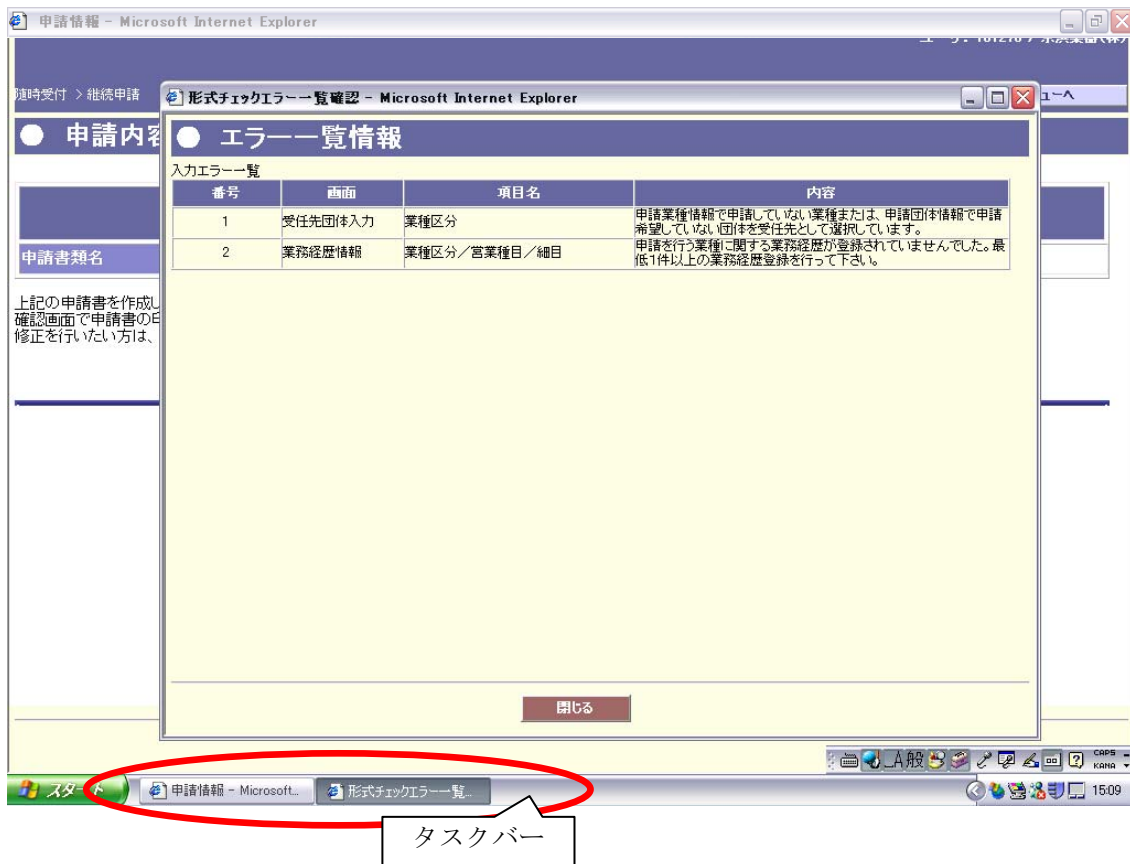 申請情報 - Microsoft Internet Explorer
随時受付 > 継続申請
形式チェックエラー一覧確認 - Microsoft Internet Explorer
ューへ
● 申請内容
● エラー一覧情報
入力エラー一覧
番号 画面 項目名 内容
1 受任先団体入力 業種区分 申請業種情報で申請していない業種または、申請団体情報で申請
希望していない団体を受任先として選択しています。
2 業務経歴情報 業種区分/営業種目/細目 申請を行う業種に関する業務経歴が登録されていませんでした。最
低1件以上の業務経歴登録を行って下さい。
申請書類名
上記の申請書を作成し
確認画面で申請書の印
修正を行いたい方は、
閉じる
A般
CAPS
KANA
スタート
申請情報 - Microsoft...
形式チェックエラー一覧...
15:09
タスクバー